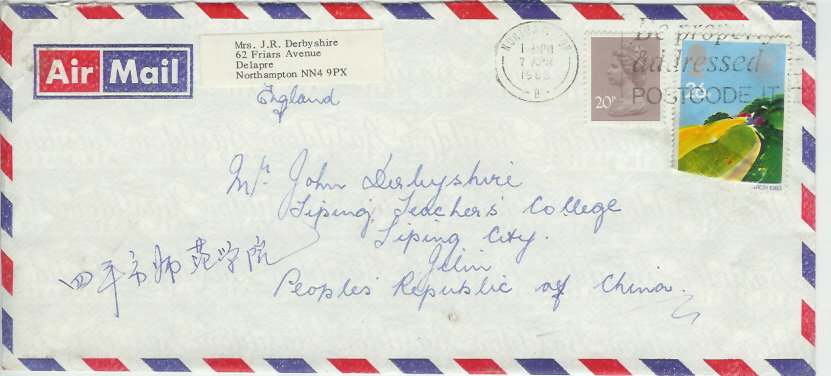 Air Mail
Mrs. J.R. Derbyshire
62 Friars Avenue
Delapre
Northampton NN4 9PX
England
NORTHAMPTON
7 APR
-B-
Be properly
addressed
POSTCODE IT
20P
Mr. John Derbyshire
Siping Teacher's College
Siping City.
Jilin
四平市师范学院
Peoples Republic of China.